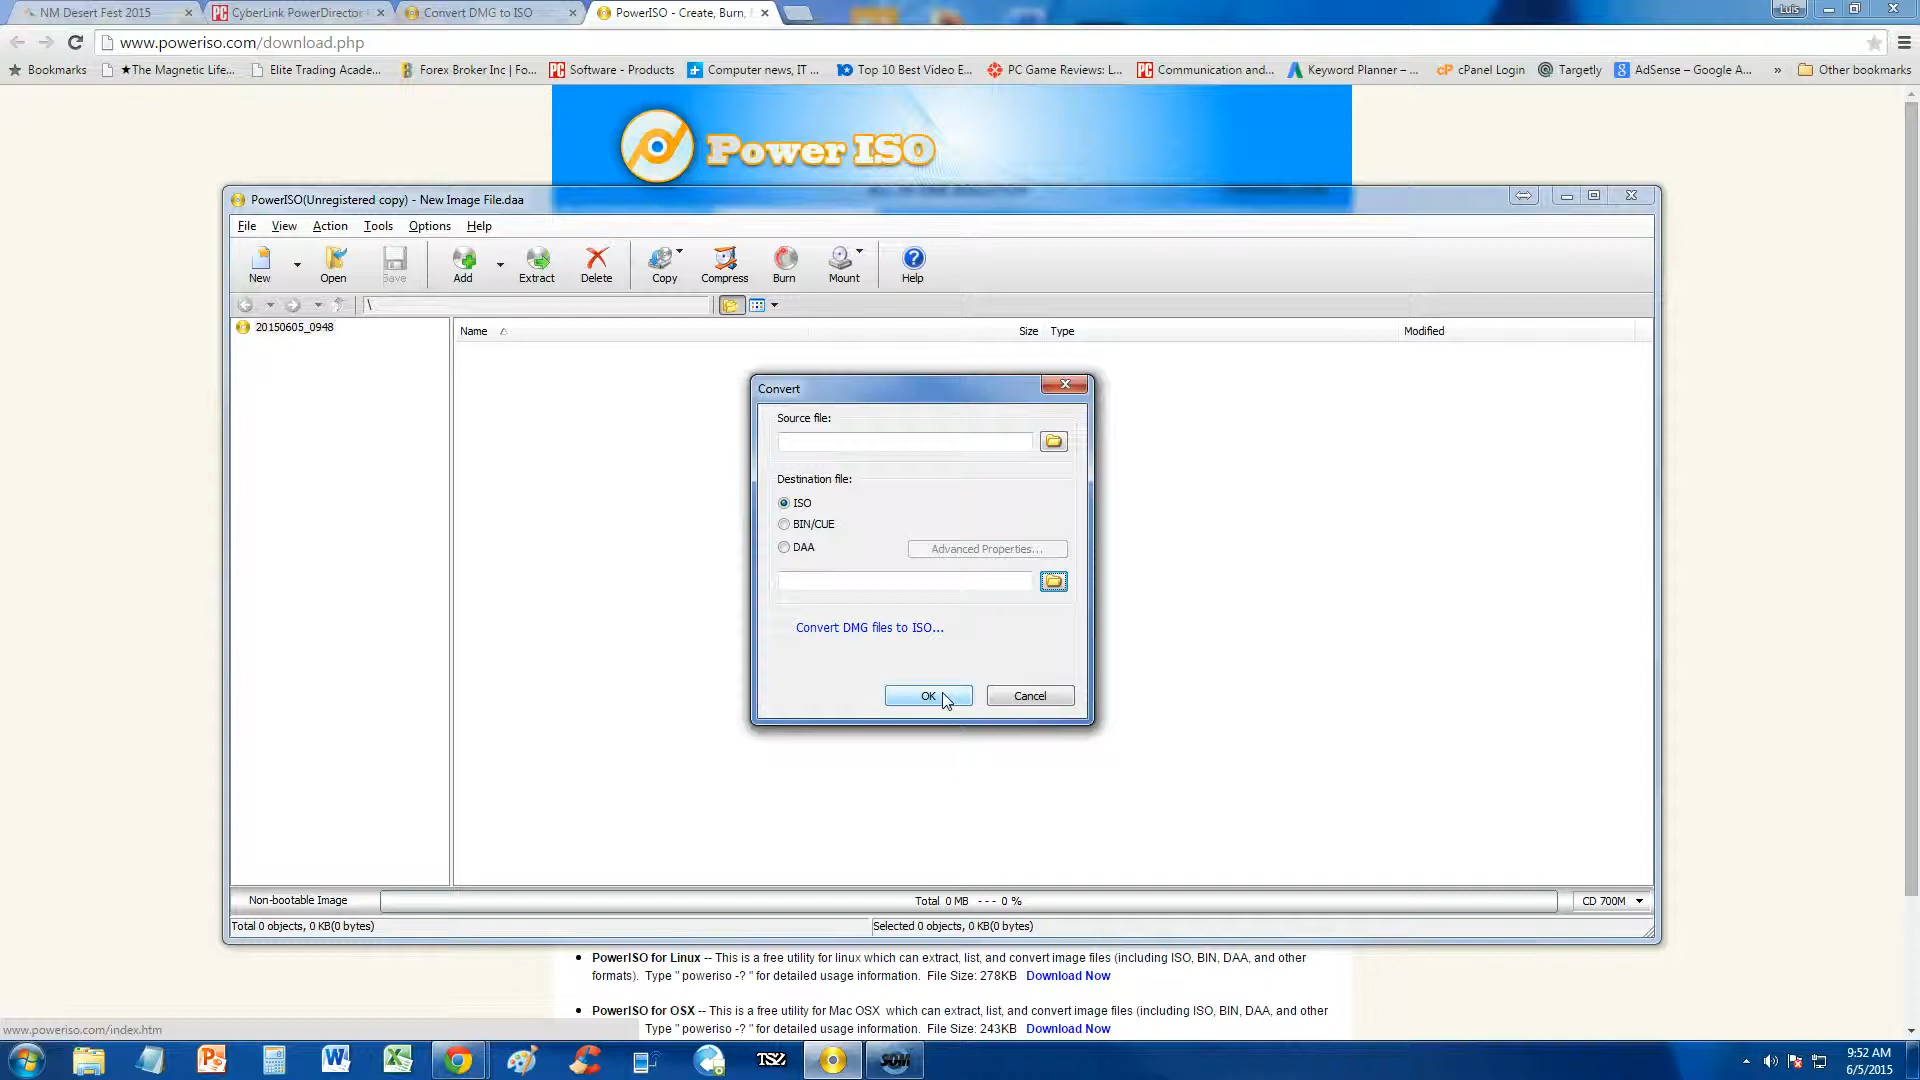 NM Desert Fest 2015
CyberLink PowerDirector
Convert DMG to ISO
PowerISO - Create, Burn,
Luis
www.poweriso.com/download.php
Bookmarks
★The Magnetic Life...
Elite Trading Acade...
Forex Broker Inc | Fo...
Software - Products
Computer news, IT ...
Top 10 Best Video E...
PC Game Reviews: L...
Communication and...
Keyword Planner – ...
cPanel Login
Targetly
AdSense – Google A...
»
Other bookmarks
Power ISO
PowerISO(Unregistered copy) - New Image File.daa
File View Action Tools Options Help
New Open Save Add Extract Delete Copy Compress Burn Mount Help
\
20150605_0948
Name Size Type Modified
Convert
Source file:
Destination file:
ISO
BIN/CUE
DAA
Advanced Properties...
Convert DMG files to ISO...
OK Cancel
Non-bootable Image
Total 0 MB --- 0 %
CD 700M
Total 0 objects, 0 KB(0 bytes)
Selected 0 objects, 0 KB(0 bytes)
PowerISO for Linux -- This is a free utility for linux which can extract, list, and convert image files (including ISO, BIN, DAA, and other
formats). Type " poweriso -? " for detailed usage information. File Size: 278KB Download Now
PowerISO for OSX -- This is a free utility for Mac OSX which can extract, list, and convert image files (including ISO, BIN, DAA, and other
Type " poweriso -? " for detailed usage information. File Size: 243KB Download Now
www.poweriso.com/index.htm
TS2
SOM
9:52 AM
6/5/2015